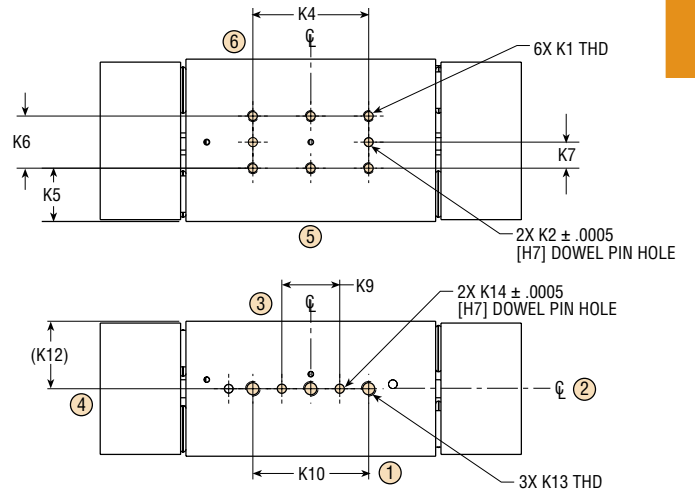 K4
6
℄
6X K1 THD
K6
K7
K5
2X K2 ± .0005
[H7] DOWEL PIN HOLE
5
3
℄
K9
2X K14 ± .0005
[H7] DOWEL PIN HOLE
(K12)
4
℄ 2
K10
1
3X K13 THD